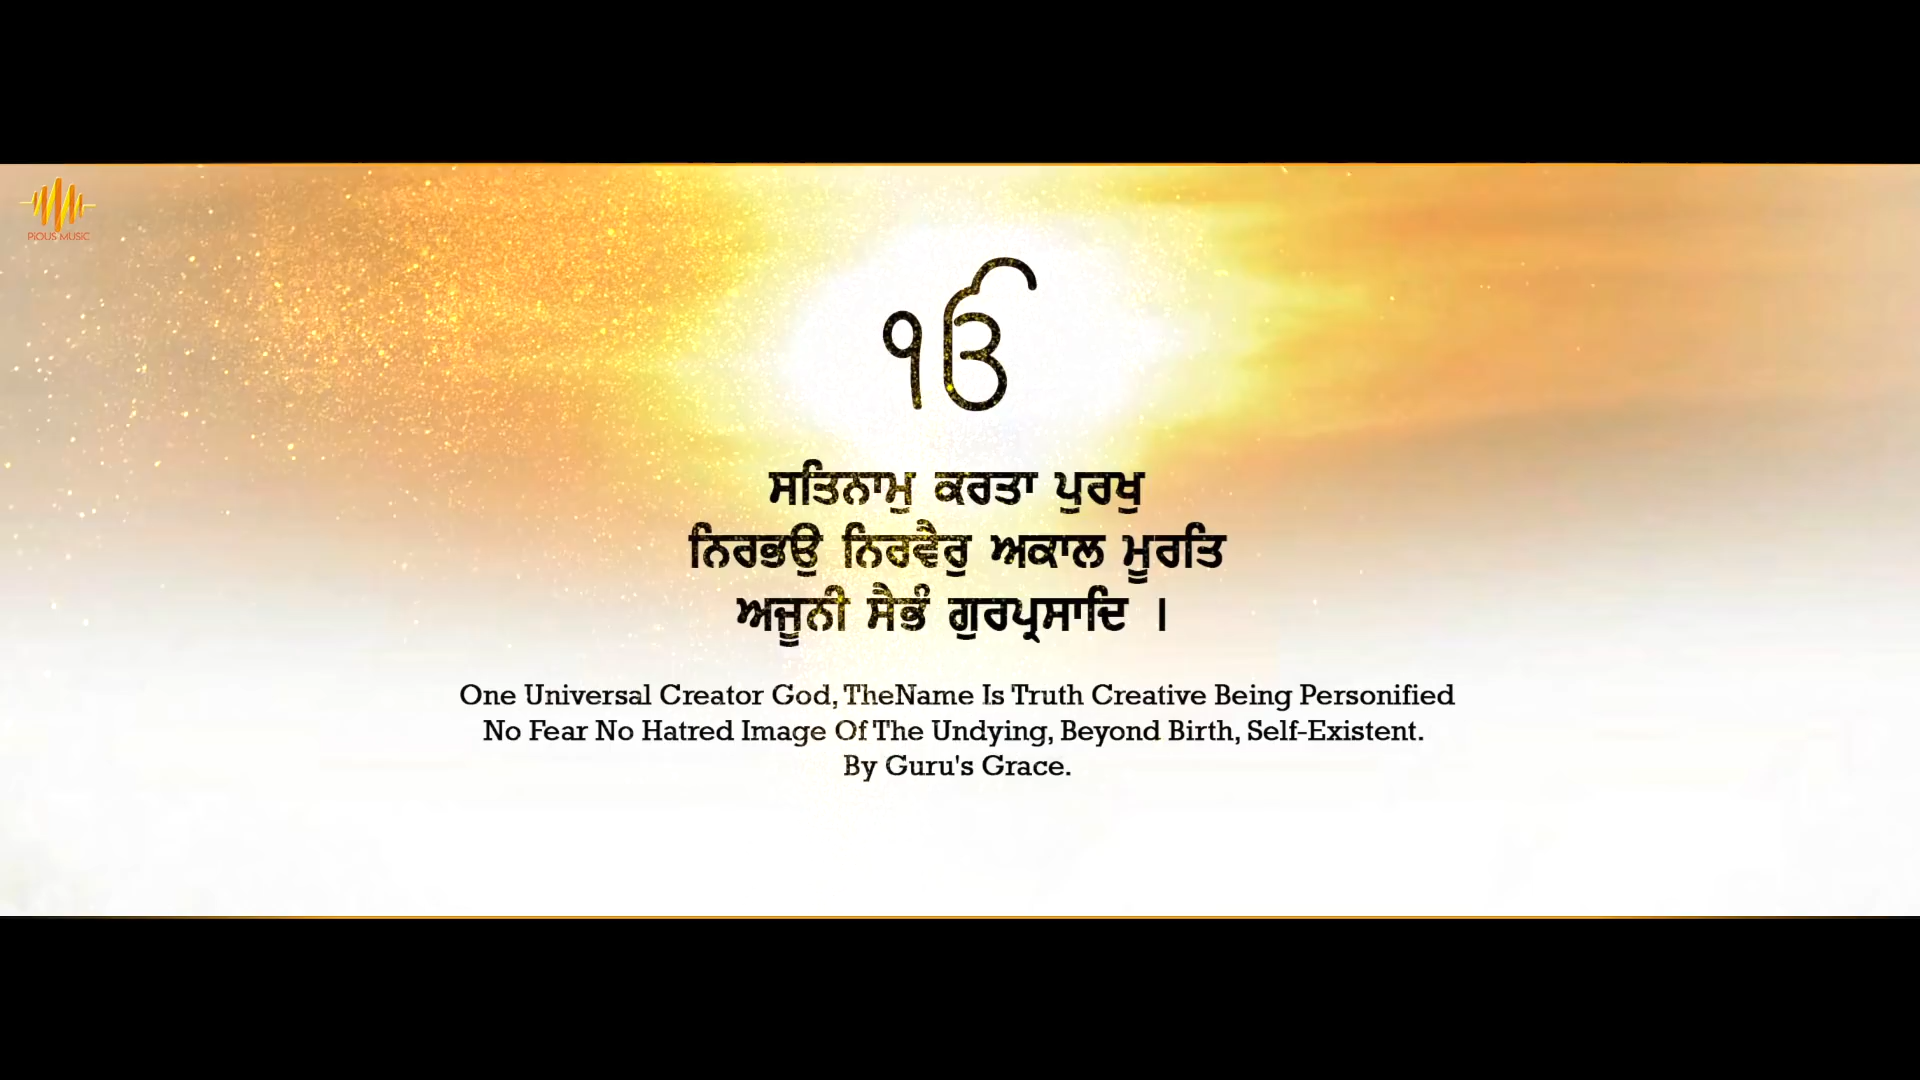 PIOUS MUSIC
ੴ
ਸਤਿਨਾਮੁ ਕਰਤਾ ਪੁਰਖੁ
ਨਿਰਭਉ ਨਿਰਵੈਰੁ ਅਕਾਲ ਮੂਰਤਿ
ਅਜੂਨੀ ਸੈਭੰ ਗੁਰਪ੍ਰਸਾਦਿ ।
One Universal Creator God, TheName Is Truth Creative Being Personified
No Fear No Hatred Image Of The Undying, Beyond Birth, Self-Existent.
By Guru's Grace.